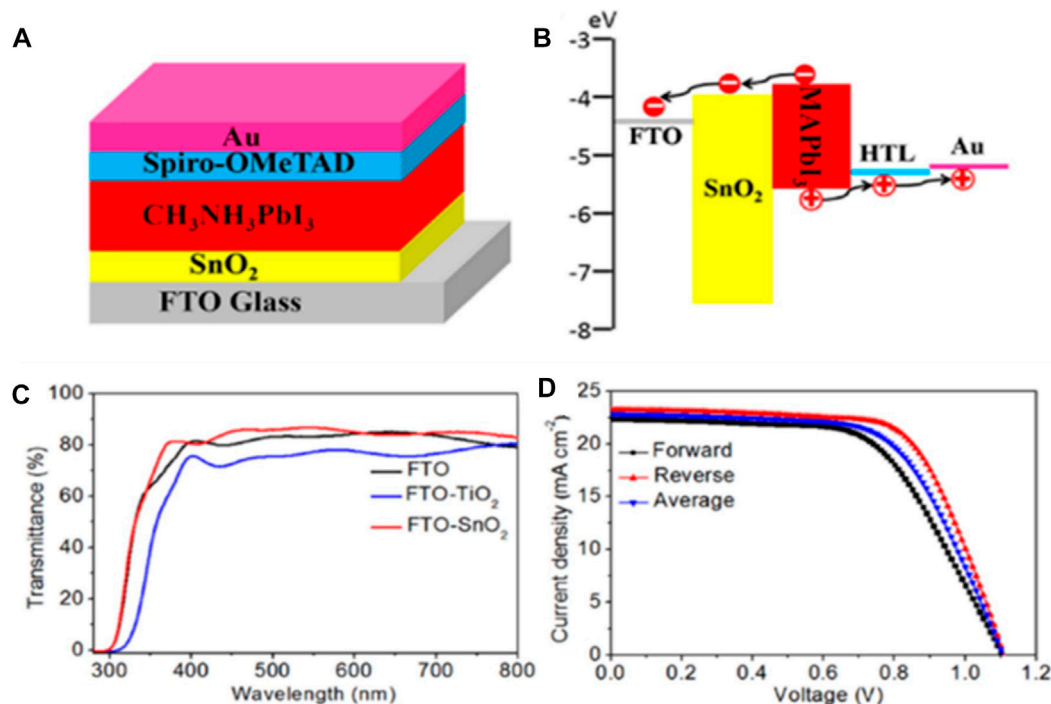 A
Au
Spiro-OMeTAD
CH₃NH₃PbI₃
SnO₂
FTO Glass
B
eV
-3
-4
-5
-6
-7
-8
FTO
SnO₂
MAPbI₃
HTL
Au
C
Transmittance (%)
100
80
60
40
20
0
FTO
FTO-TiO₂
FTO-SnO₂
300 400 500 600 700 800
Wavelength (nm)
D
Current density (mA cm⁻²)
25
20
15
10
5
0
Forward
Reverse
Average
0.0 0.2 0.4 0.6 0.8 1.0 1.2
Voltage (V)